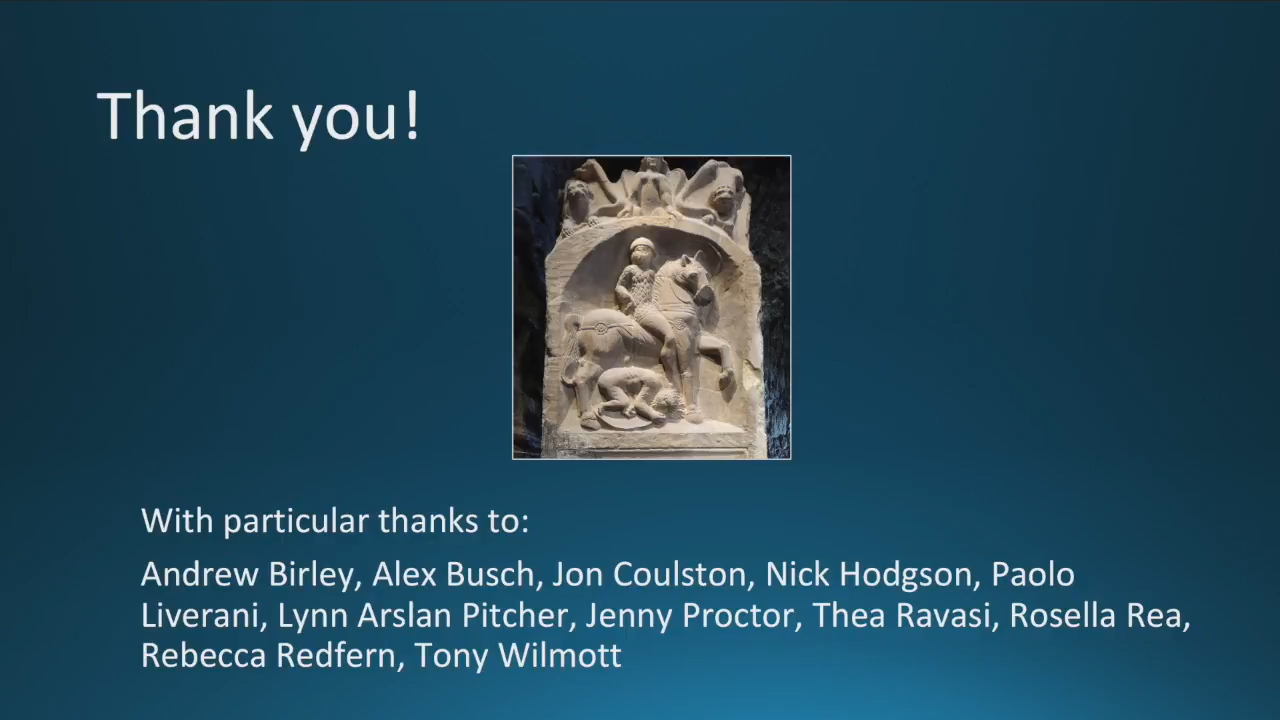 Thank you!
With particular thanks to:
Andrew Birley, Alex Busch, Jon Coulston, Nick Hodgson, Paolo
Liverani, Lynn Arslan Pitcher, Jenny Proctor, Thea Ravasi, Rosella Rea,
Rebecca Redfern, Tony Wilmott